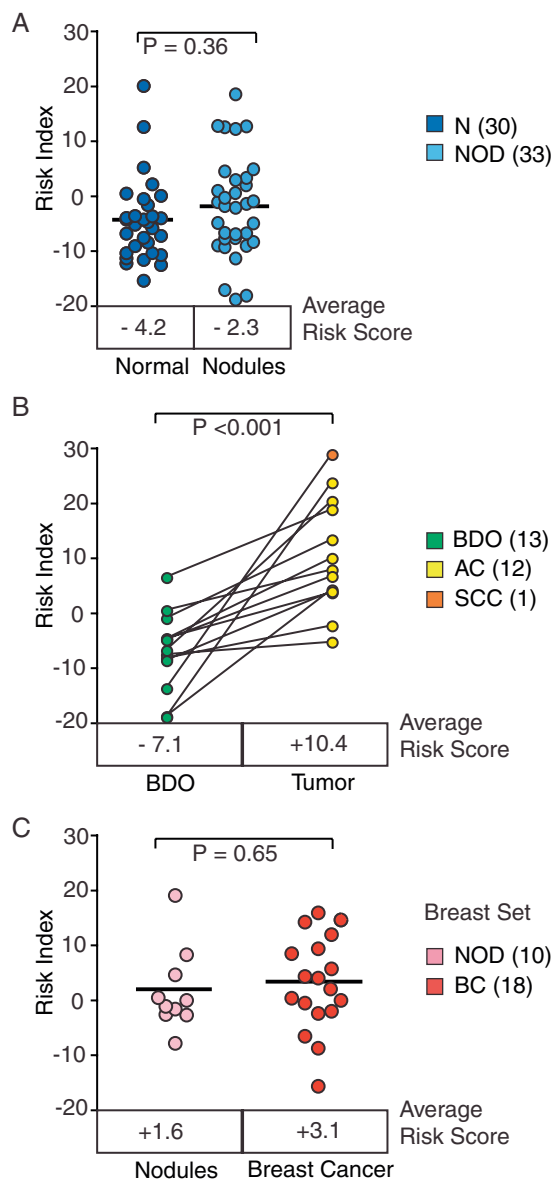 A
30
20
10
0
-10
-20
Risk Index
P = 0.36
N (30)
NOD (33)
- 4.2
- 2.3
Average
Risk Score
Normal
Nodules
B
30
20
10
0
-10
-20
Risk Index
P <0.001
BDO (13)
AC (12)
SCC (1)
- 7.1
+10.4
Average
Risk Score
BDO
Tumor
C
30
20
10
0
-10
-20
Risk Index
P = 0.65
Breast Set
NOD (10)
BC (18)
+1.6
+3.1
Average
Risk Score
Nodules
Breast Cancer